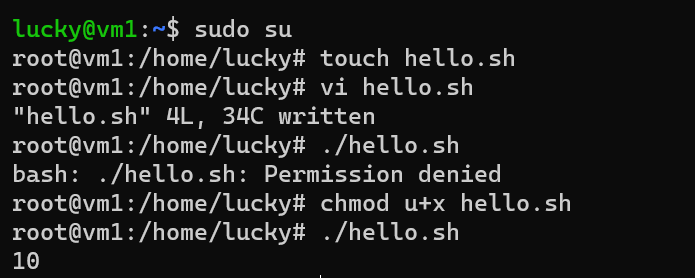 lucky@vm1:~$ sudo su
root@vm1:/home/lucky# touch hello.sh
root@vm1:/home/lucky# vi hello.sh
"hello.sh" 4L, 34C written
root@vm1:/home/lucky# ./hello.sh
bash: ./hello.sh: Permission denied
root@vm1:/home/lucky# chmod u+x hello.sh
root@vm1:/home/lucky# ./hello.sh
10